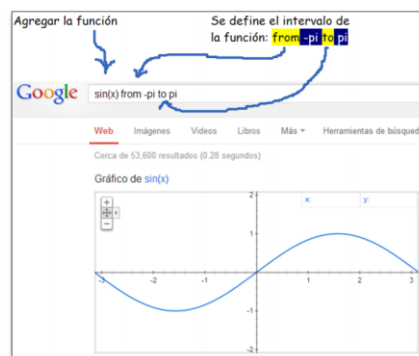 Agregar la función
Se define el intervalo de
la función: from -pi to pi
Google
sin(x) from -pi to pi
Web Imágenes Videos Libros Más Herramientas de búsqued
Cerca de 53,600 resultados (0.28 segundos)
Gráfico de sin(x)
x: y:
2
1
-3 -2 -1 1 2 3
-1
-2